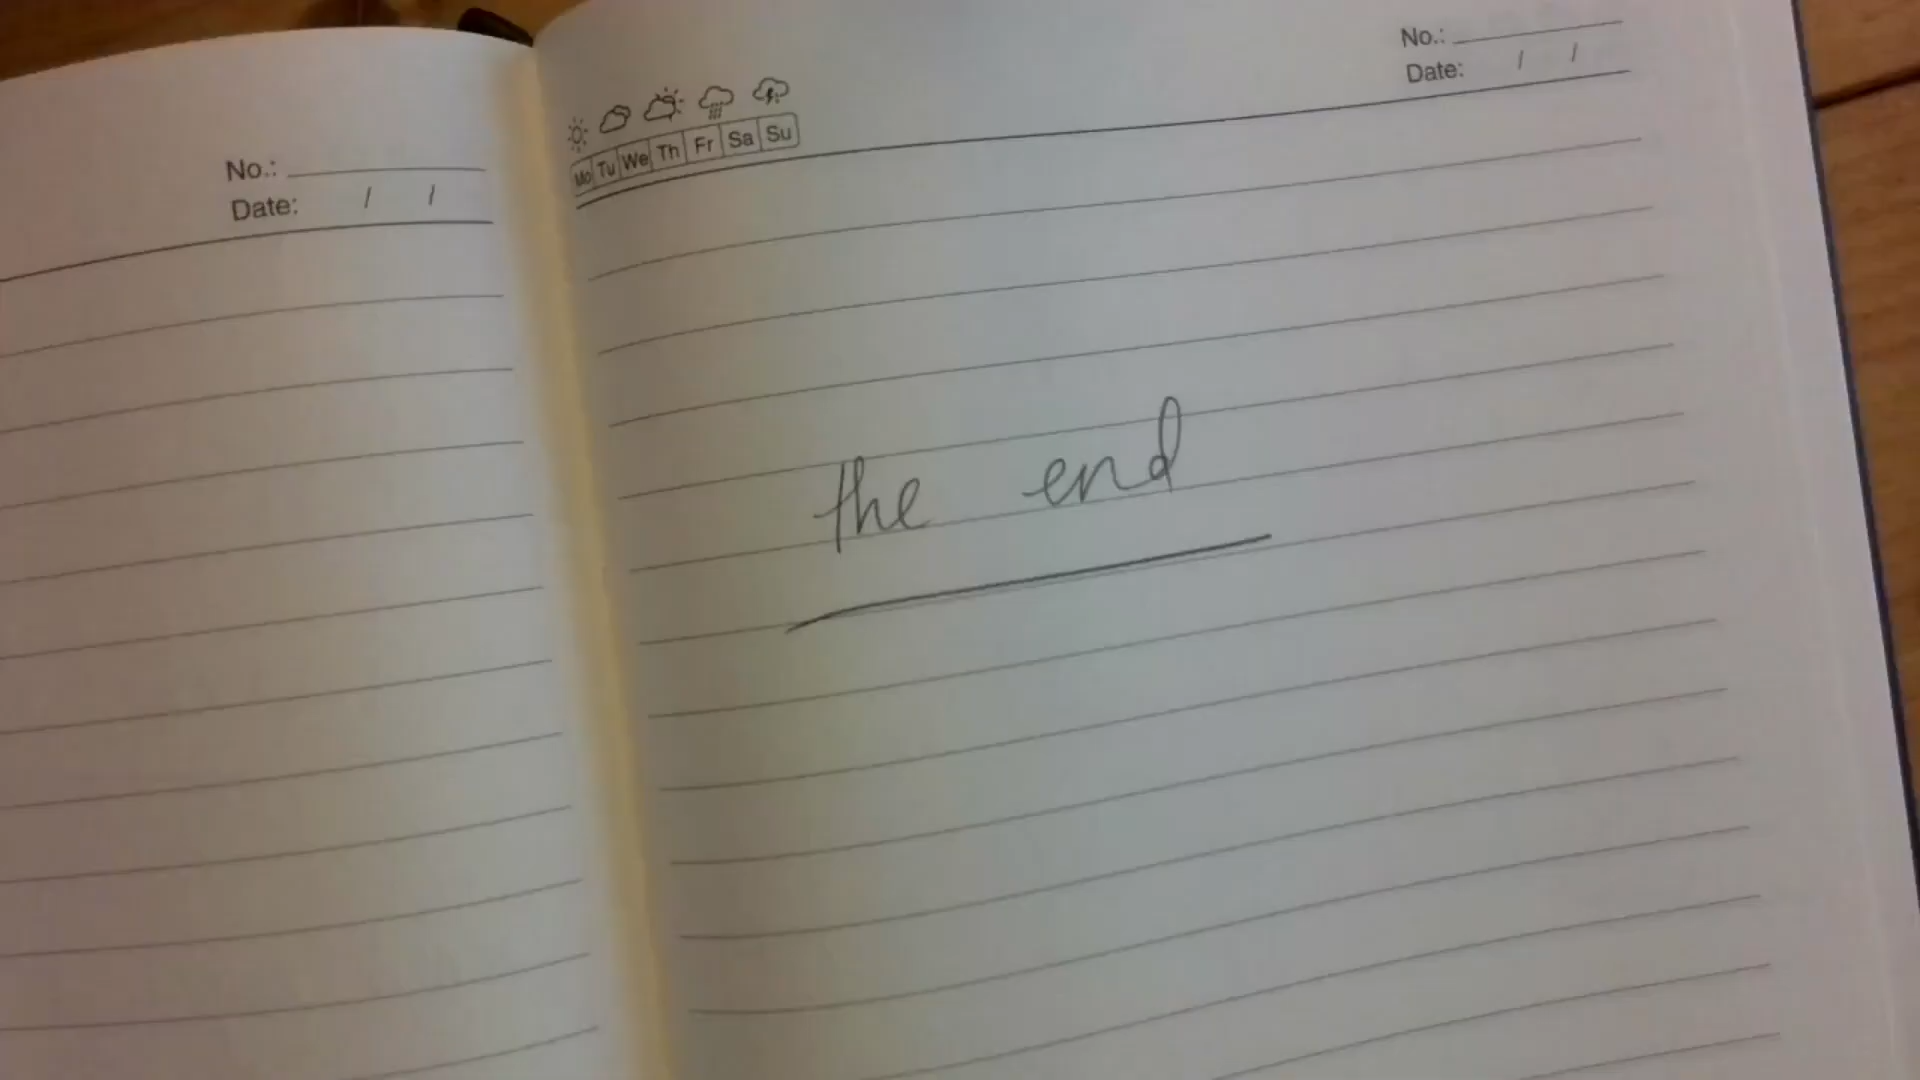 No.:
Date: / /
Mo Tu We Th Fr Sa Su
No.:
Date: / /
the end